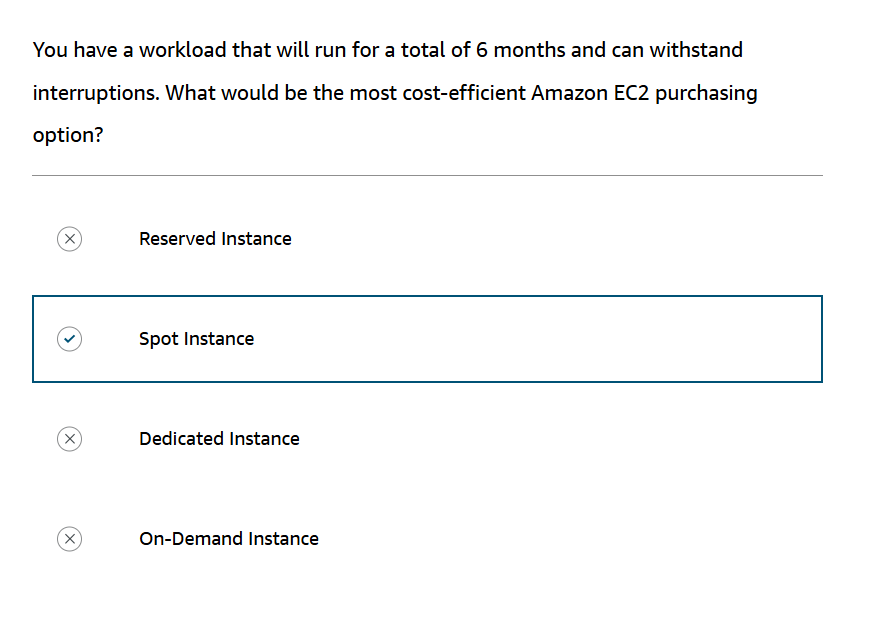 You have a workload that will run for a total of 6 months and can withstand
interruptions. What would be the most cost-efficient Amazon EC2 purchasing
option?
Reserved Instance
Spot Instance
Dedicated Instance
On-Demand Instance